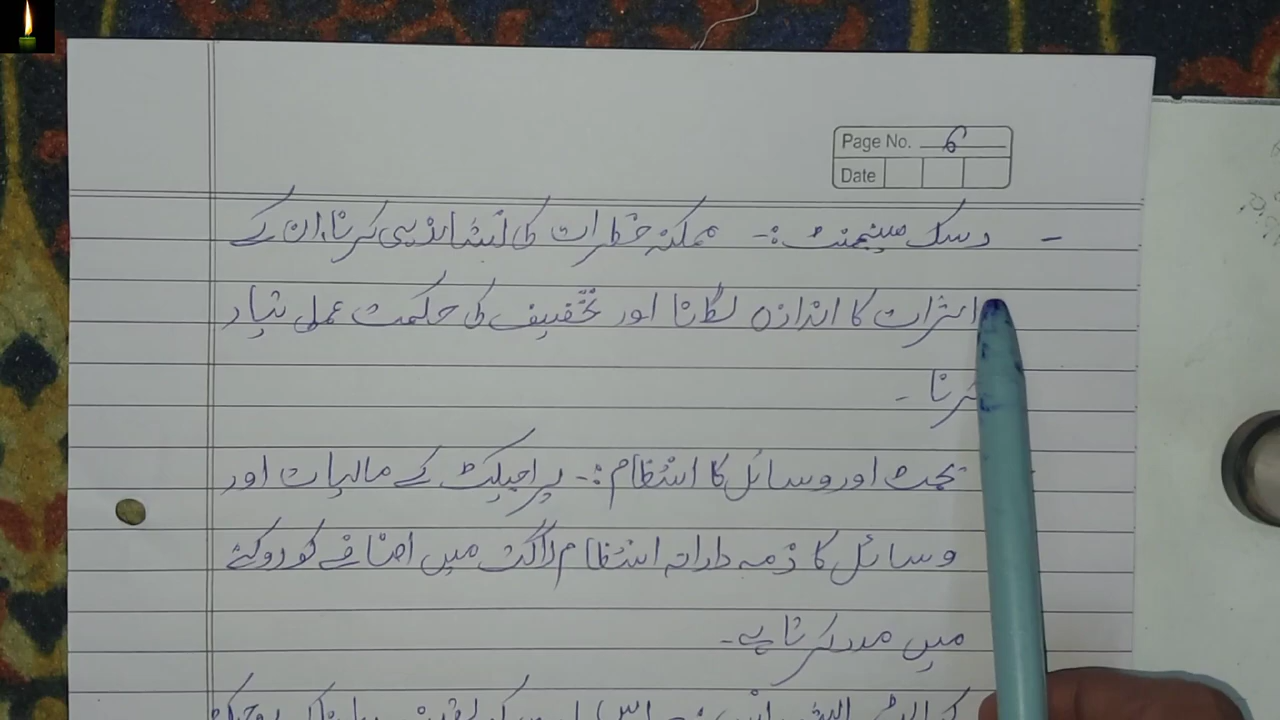 Page No. 6
Date
- رسک مینجمنٹ :- ممکنہ خطرات کی نشاندہی کرنا، ان کے
اثرات کا اندازہ لگانا اور تخفیف کی حکمت عملی تیار
کرنا -
بجٹ اور وسائل کا انتظام :- پراجیکٹ کے مالیات اور
وسائل کا ذمہ دارانہ انتظام لاگت میں اضافے کو روکنے
میں مدد کرتا ہے -